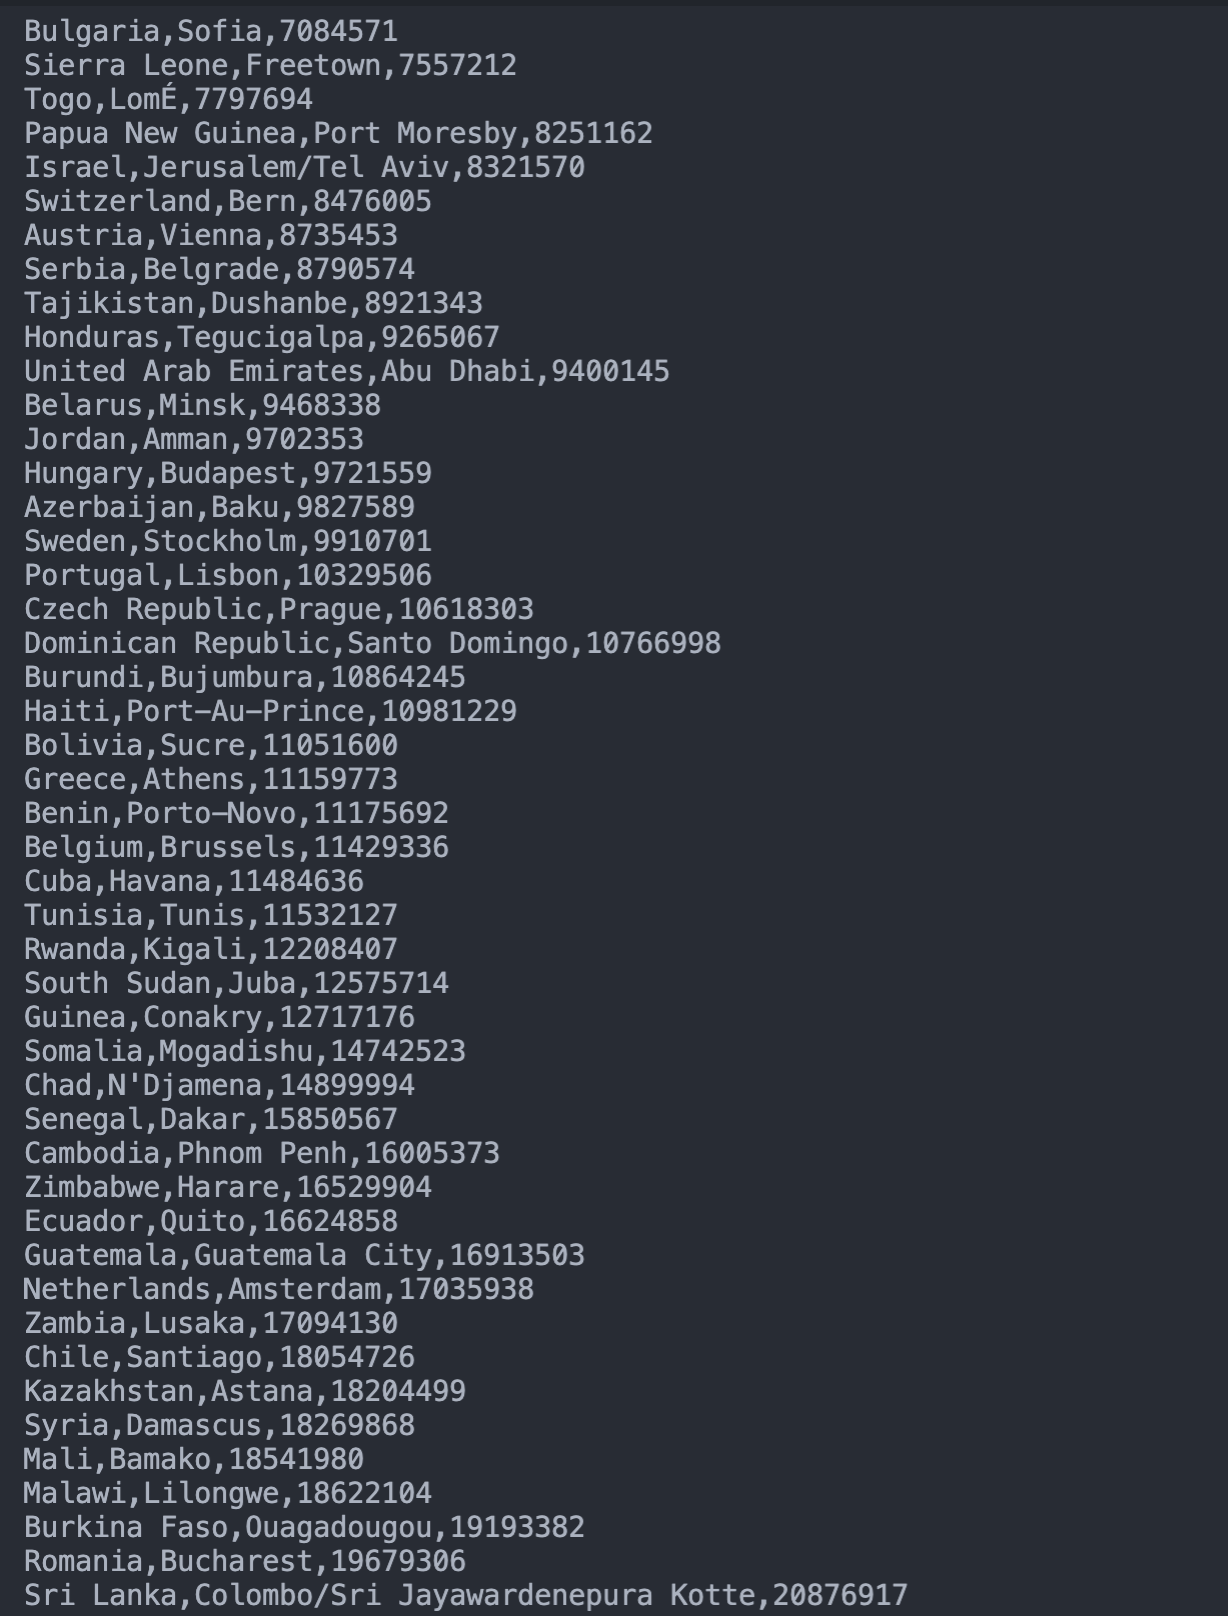 Bulgaria,Sofia,7084571
Sierra Leone,Freetown,7557212
Togo,LomÉ,7797694
Papua New Guinea,Port Moresby,8251162
Israel,Jerusalem/Tel Aviv,8321570
Switzerland,Bern,8476005
Austria,Vienna,8735453
Serbia,Belgrade,8790574
Tajikistan,Dushanbe,8921343
Honduras,Tegucigalpa,9265067
United Arab Emirates,Abu Dhabi,9400145
Belarus,Minsk,9468338
Jordan,Amman,9702353
Hungary,Budapest,9721559
Azerbaijan,Baku,9827589
Sweden,Stockholm,9910701
Portugal,Lisbon,10329506
Czech Republic,Prague,10618303
Dominican Republic,Santo Domingo,10766998
Burundi,Bujumbura,10864245
Haiti,Port-Au-Prince,10981229
Bolivia,Sucre,11051600
Greece,Athens,11159773
Benin,Porto-Novo,11175692
Belgium,Brussels,11429336
Cuba,Havana,11484636
Tunisia,Tunis,11532127
Rwanda,Kigali,12208407
South Sudan,Juba,12575714
Guinea,Conakry,12717176
Somalia,Mogadishu,14742523
Chad,N'Djamena,14899994
Senegal,Dakar,15850567
Cambodia,Phnom Penh,16005373
Zimbabwe,Harare,16529904
Ecuador,Quito,16624858
Guatemala,Guatemala City,16913503
Netherlands,Amsterdam,17035938
Zambia,Lusaka,17094130
Chile,Santiago,18054726
Kazakhstan,Astana,18204499
Syria,Damascus,18269868
Mali,Bamako,18541980
Malawi,Lilongwe,18622104
Burkina Faso,Ouagadougou,19193382
Romania,Bucharest,19679306
Sri Lanka,Colombo/Sri Jayawardenepura Kotte,20876917